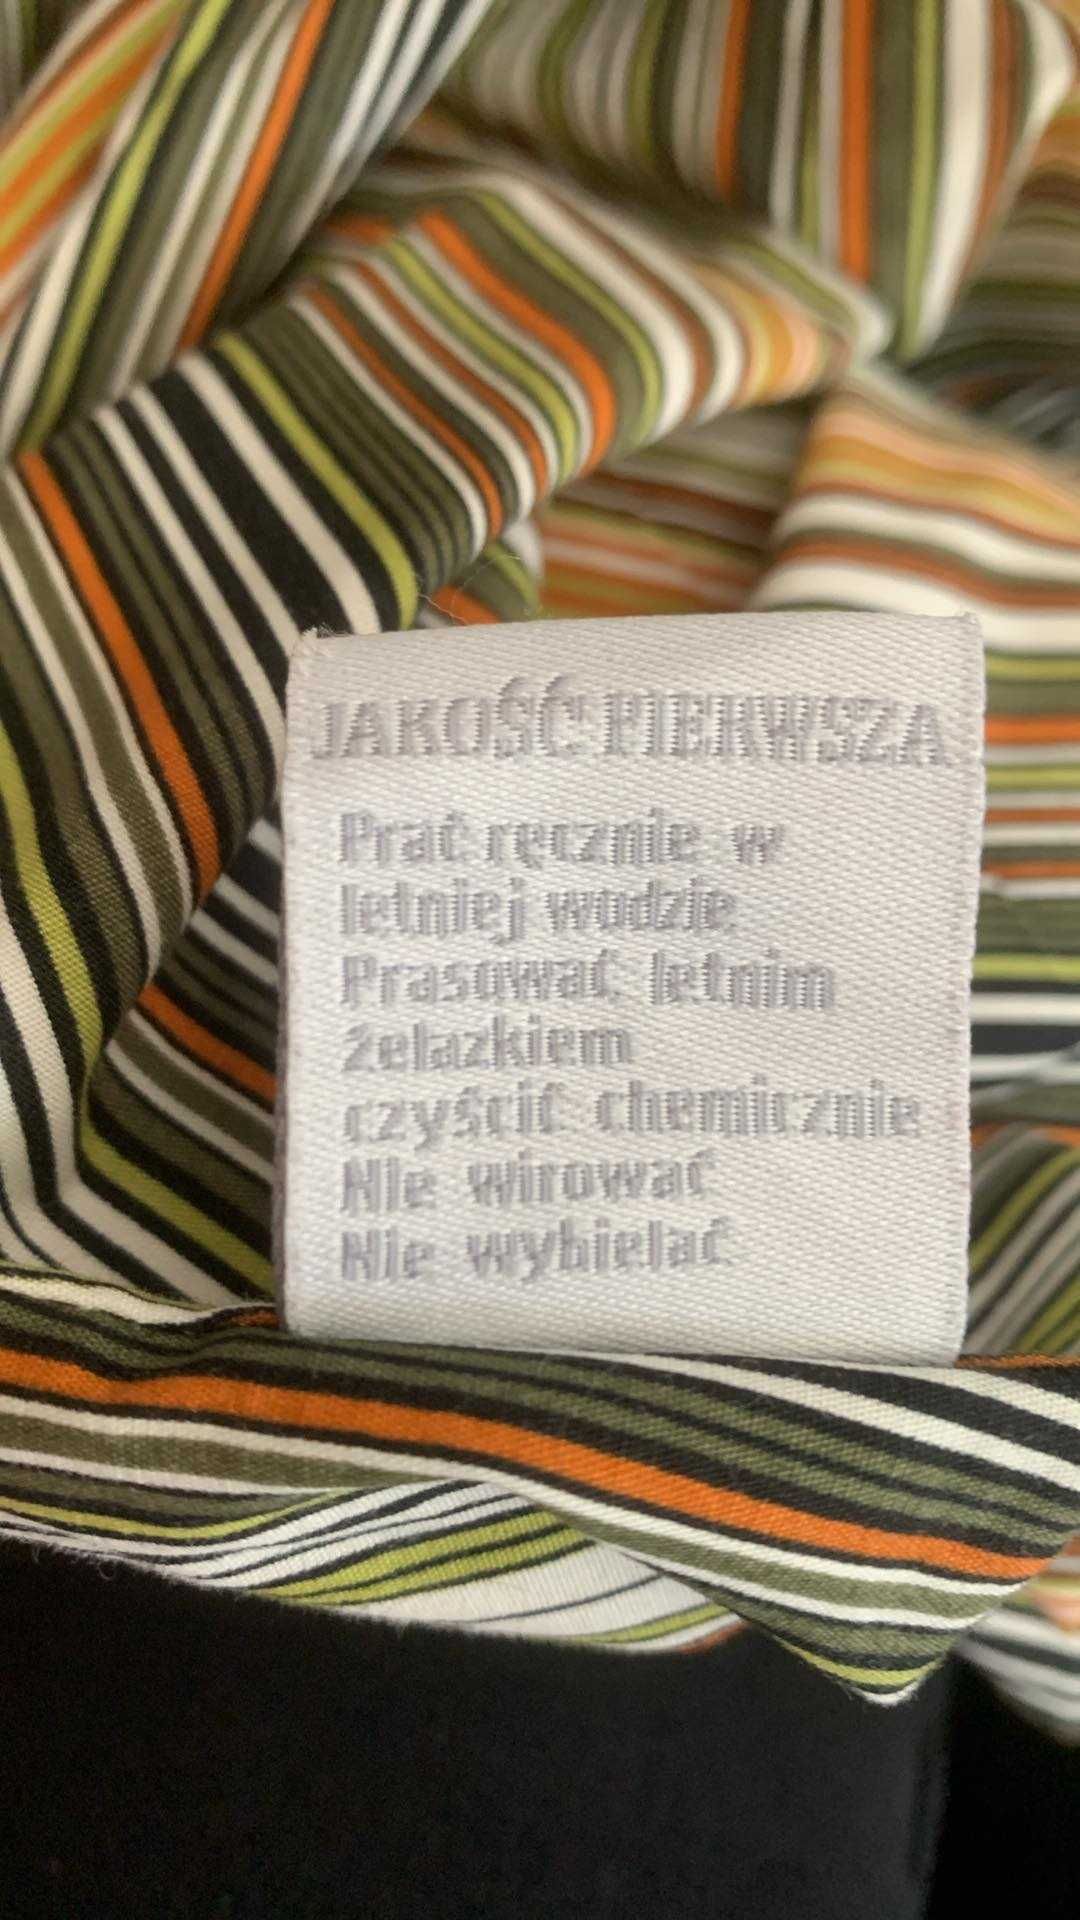 JAKOŚĆ PIERWSZA
Prać ręcznie w
letniej wodzie
Prasować letnim
żelazkiem
czyścić chemicznie
Nie wirować
Nie wybielać